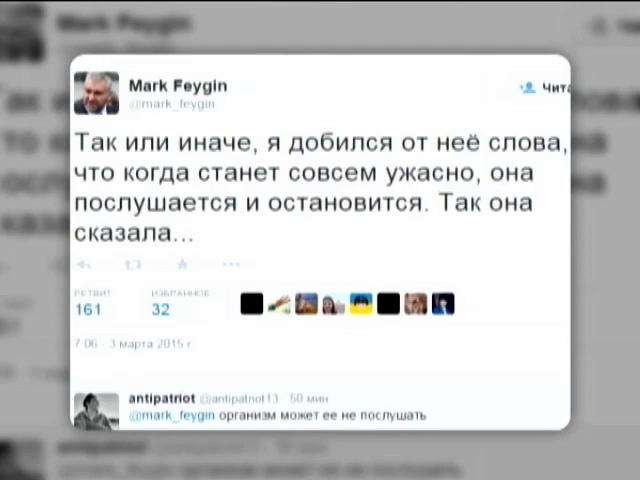 Mark Feygin
@mark_feygin
Чита
Так или иначе, я добился от неё слова,
что когда станет совсем ужасно, она
послушается и остановится. Так она
сказала...
РЕТВИТ ИЗБРАННОЕ
161 32
7:06 - 3 марта 2015 г.
antipatriot @antipatriot13 50 мин
@mark_feygin организм может ее не послушать